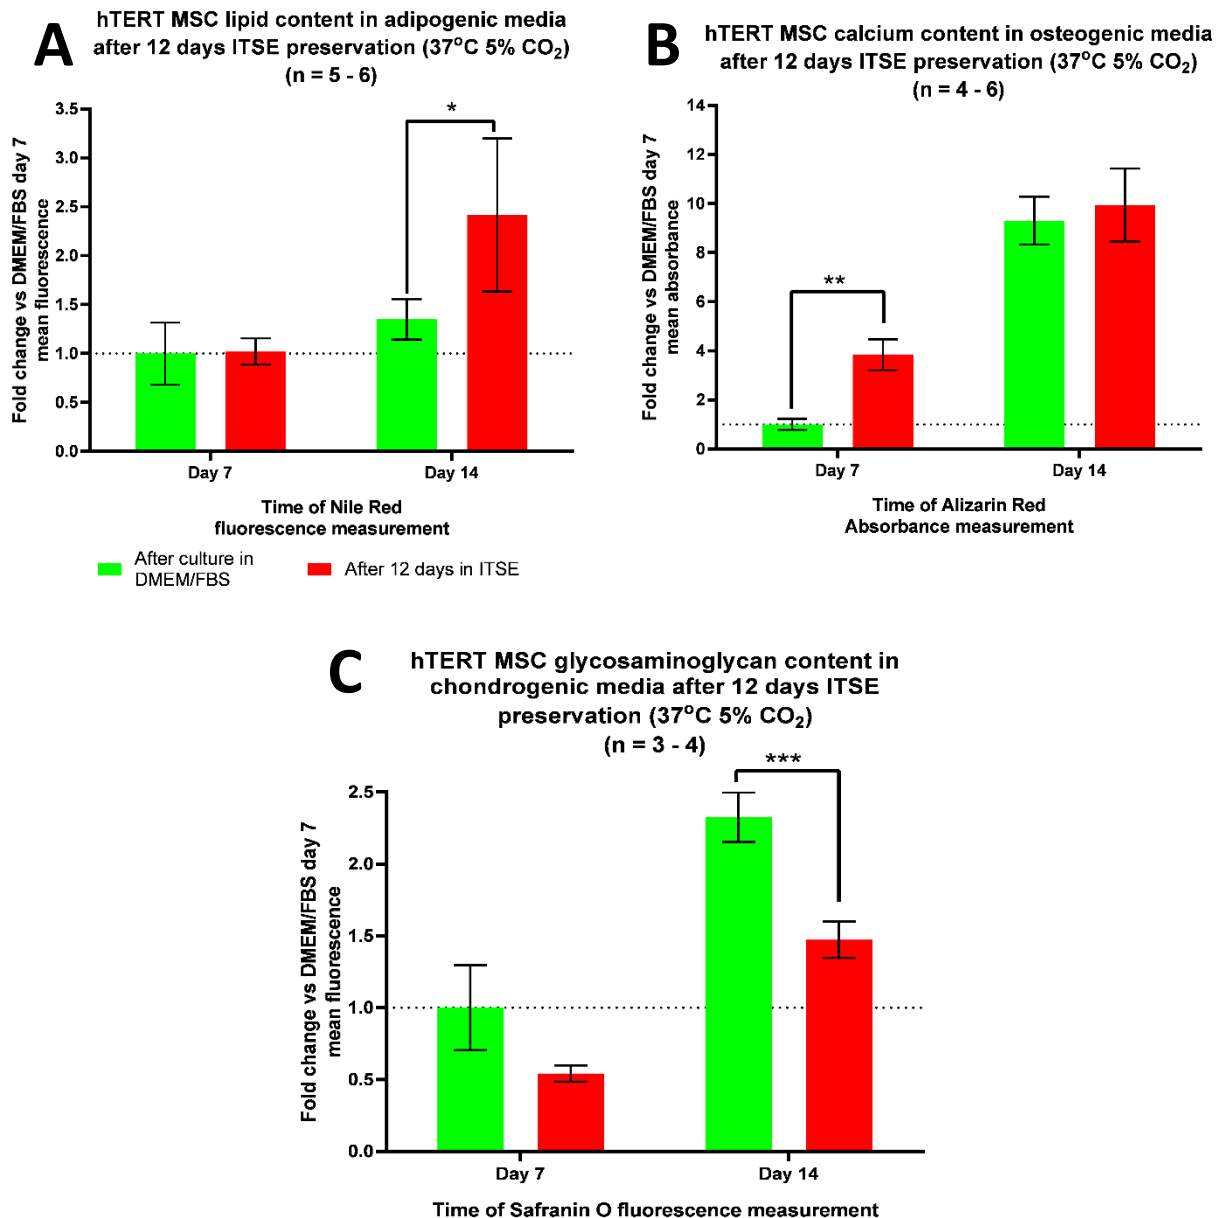 A
hTERT MSC lipid content in adipogenic media
after 12 days ITSE preservation (37°C 5% CO₂)
(n = 5 - 6)
Fold change vs DMEM/FBS day 7
mean fluorescence
3.5
3.0
2.5
2.0
1.5
1.0
0.5
0.0
*
Day 7
Day 14
Time of Nile Red
fluorescence measurement
After culture in
DMEM/FBS
After 12 days in ITSE
B
hTERT MSC calcium content in osteogenic media
after 12 days ITSE preservation (37°C 5% CO₂)
(n = 4 - 6)
Fold change vs DMEM/FBS day 7
mean absorbance
14
12
10
8
6
4
2
0
**
Day 7
Day 14
Time of Alizarin Red
Absorbance measurement
C
hTERT MSC glycosaminoglycan content in
chondrogenic media after 12 days ITSE
preservation (37°C 5% CO₂)
(n = 3 - 4)
Fold change vs DMEM/FBS day 7
mean fluorescence
2.5
2.0
1.5
1.0
0.5
0.0
***
Day 7
Day 14
Time of Safranin O fluorescence measurement